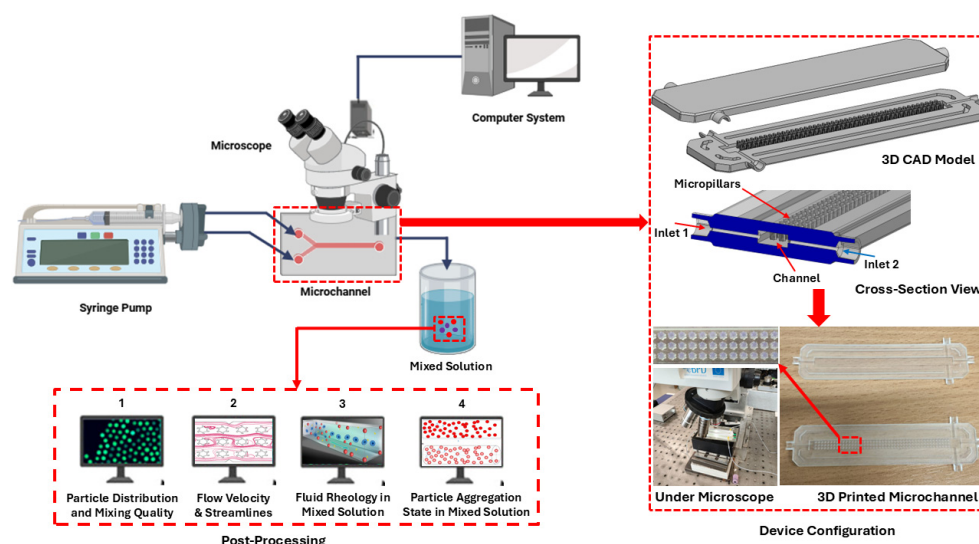 Computer System
Microscope
Microchannel
Syringe Pump
Mixed Solution
1
2
3
4
Particle Distribution
and Mixing Quality
Flow Velocity
& Streamlines
Fluid Rheology in
Mixed Solution
Particle Aggregation
State in Mixed Solution
Post-Processing
3D CAD Model
Micropillars
Inlet 1
Inlet 2
Channel
Cross-Section View
Under Microscope
3D Printed Microchannel
Device Configuration